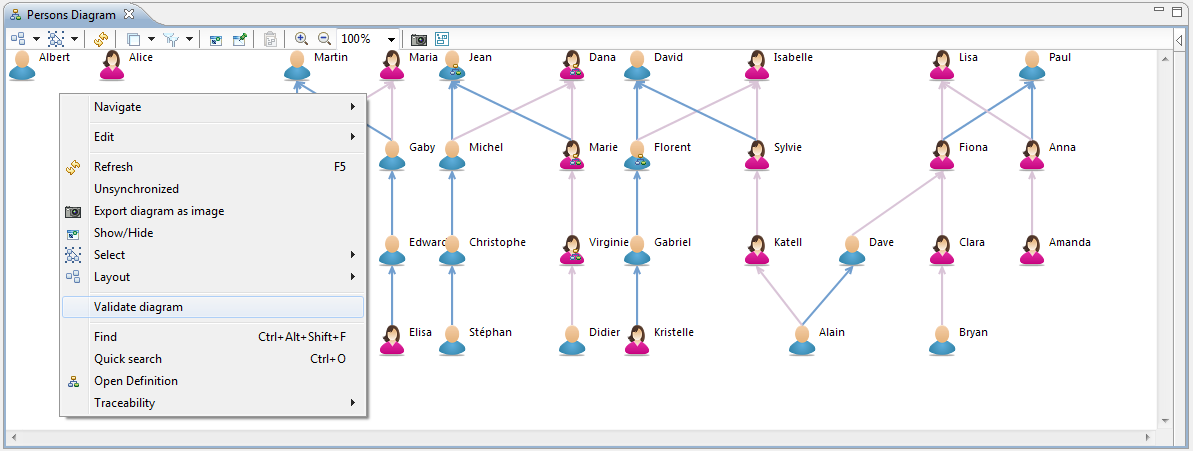 Persons Diagram
100%
Albert Alice Martin Maria Jean Dana David Isabelle Lisa Paul
Navigate
Edit
Gaby Michel Marie Florent Sylvie Fiona Anna
Refresh F5
Unsynchronized
Export diagram as image
Show/Hide
Edward Christophe Virginie Gabriel Katell Dave Clara Amanda
Select
Layout
Validate diagram
Elisa Stéphan Didier Kristelle Alain Bryan
Find Ctrl+Alt+Shift+F
Quick search Ctrl+O
Open Definition
Traceability